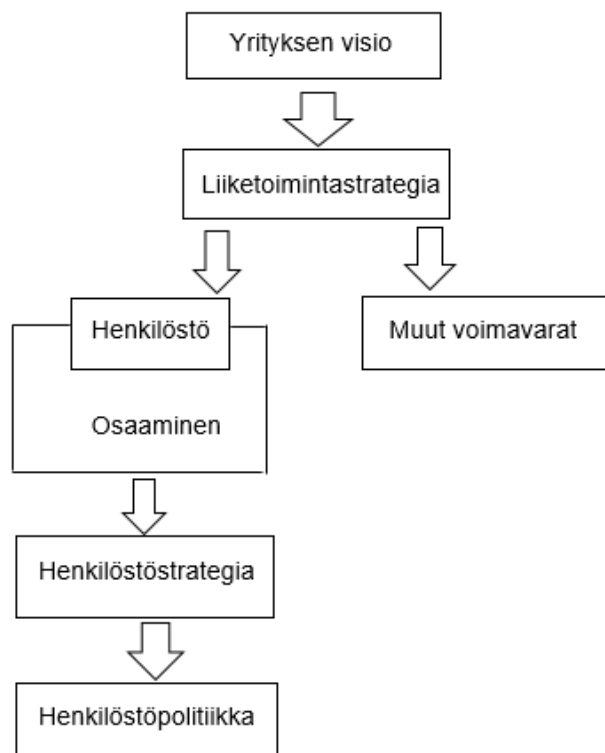 Yrityksen visio
Liiketoimintastrategia
Henkilöstö
Muut voimavarat
Osaaminen
Henkilöstöstrategia
Henkilöstöpolitiikka